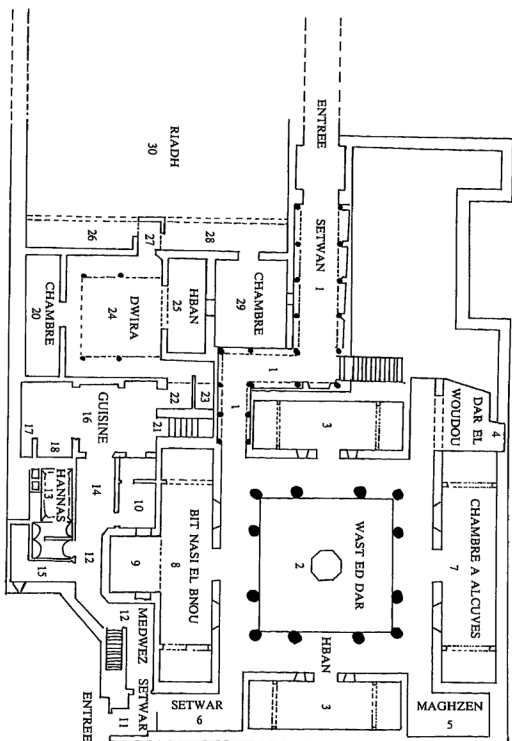 ENTREE
SETWAN 1
RIADH
30
26
27
28
CHAMBRE
20
DWIRA
24
HBAN
25
CHAMBRE
29
1
1
3
DAR EL
WOUDOU
4
GUISINE
16
17
18
22
23
21
14
10
HANNAS
13
12
15
9
BIT NASI EL BNOU
8
WAST ED DAR
2
CHAMBRE A ALCUVES
7
HBAN
3
12
MEDWEZ
SETWAR
11
ENTREE
SETWAR
6
MAGHZEN
5